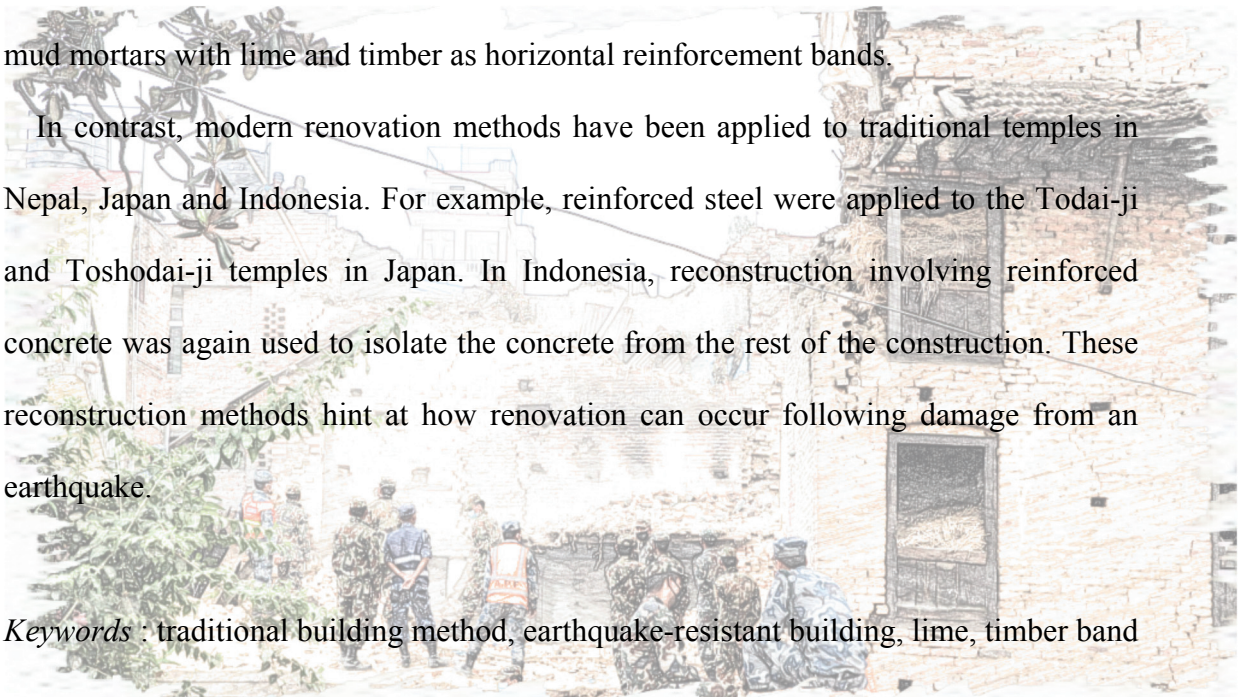 mud mortars with lime and timber as horizontal reinforcement bands.
In contrast, modern renovation methods have been applied to traditional temples in
Nepal, Japan and Indonesia. For example, reinforced steel were applied to the Todai-ji
and Toshodai-ji temples in Japan. In Indonesia, reconstruction involving reinforced
concrete was again used to isolate the concrete from the rest of the construction. These
reconstruction methods hint at how renovation can occur following damage from an
earthquake.
Keywords : traditional building method, earthquake-resistant building, lime, timber band
A.P.F.